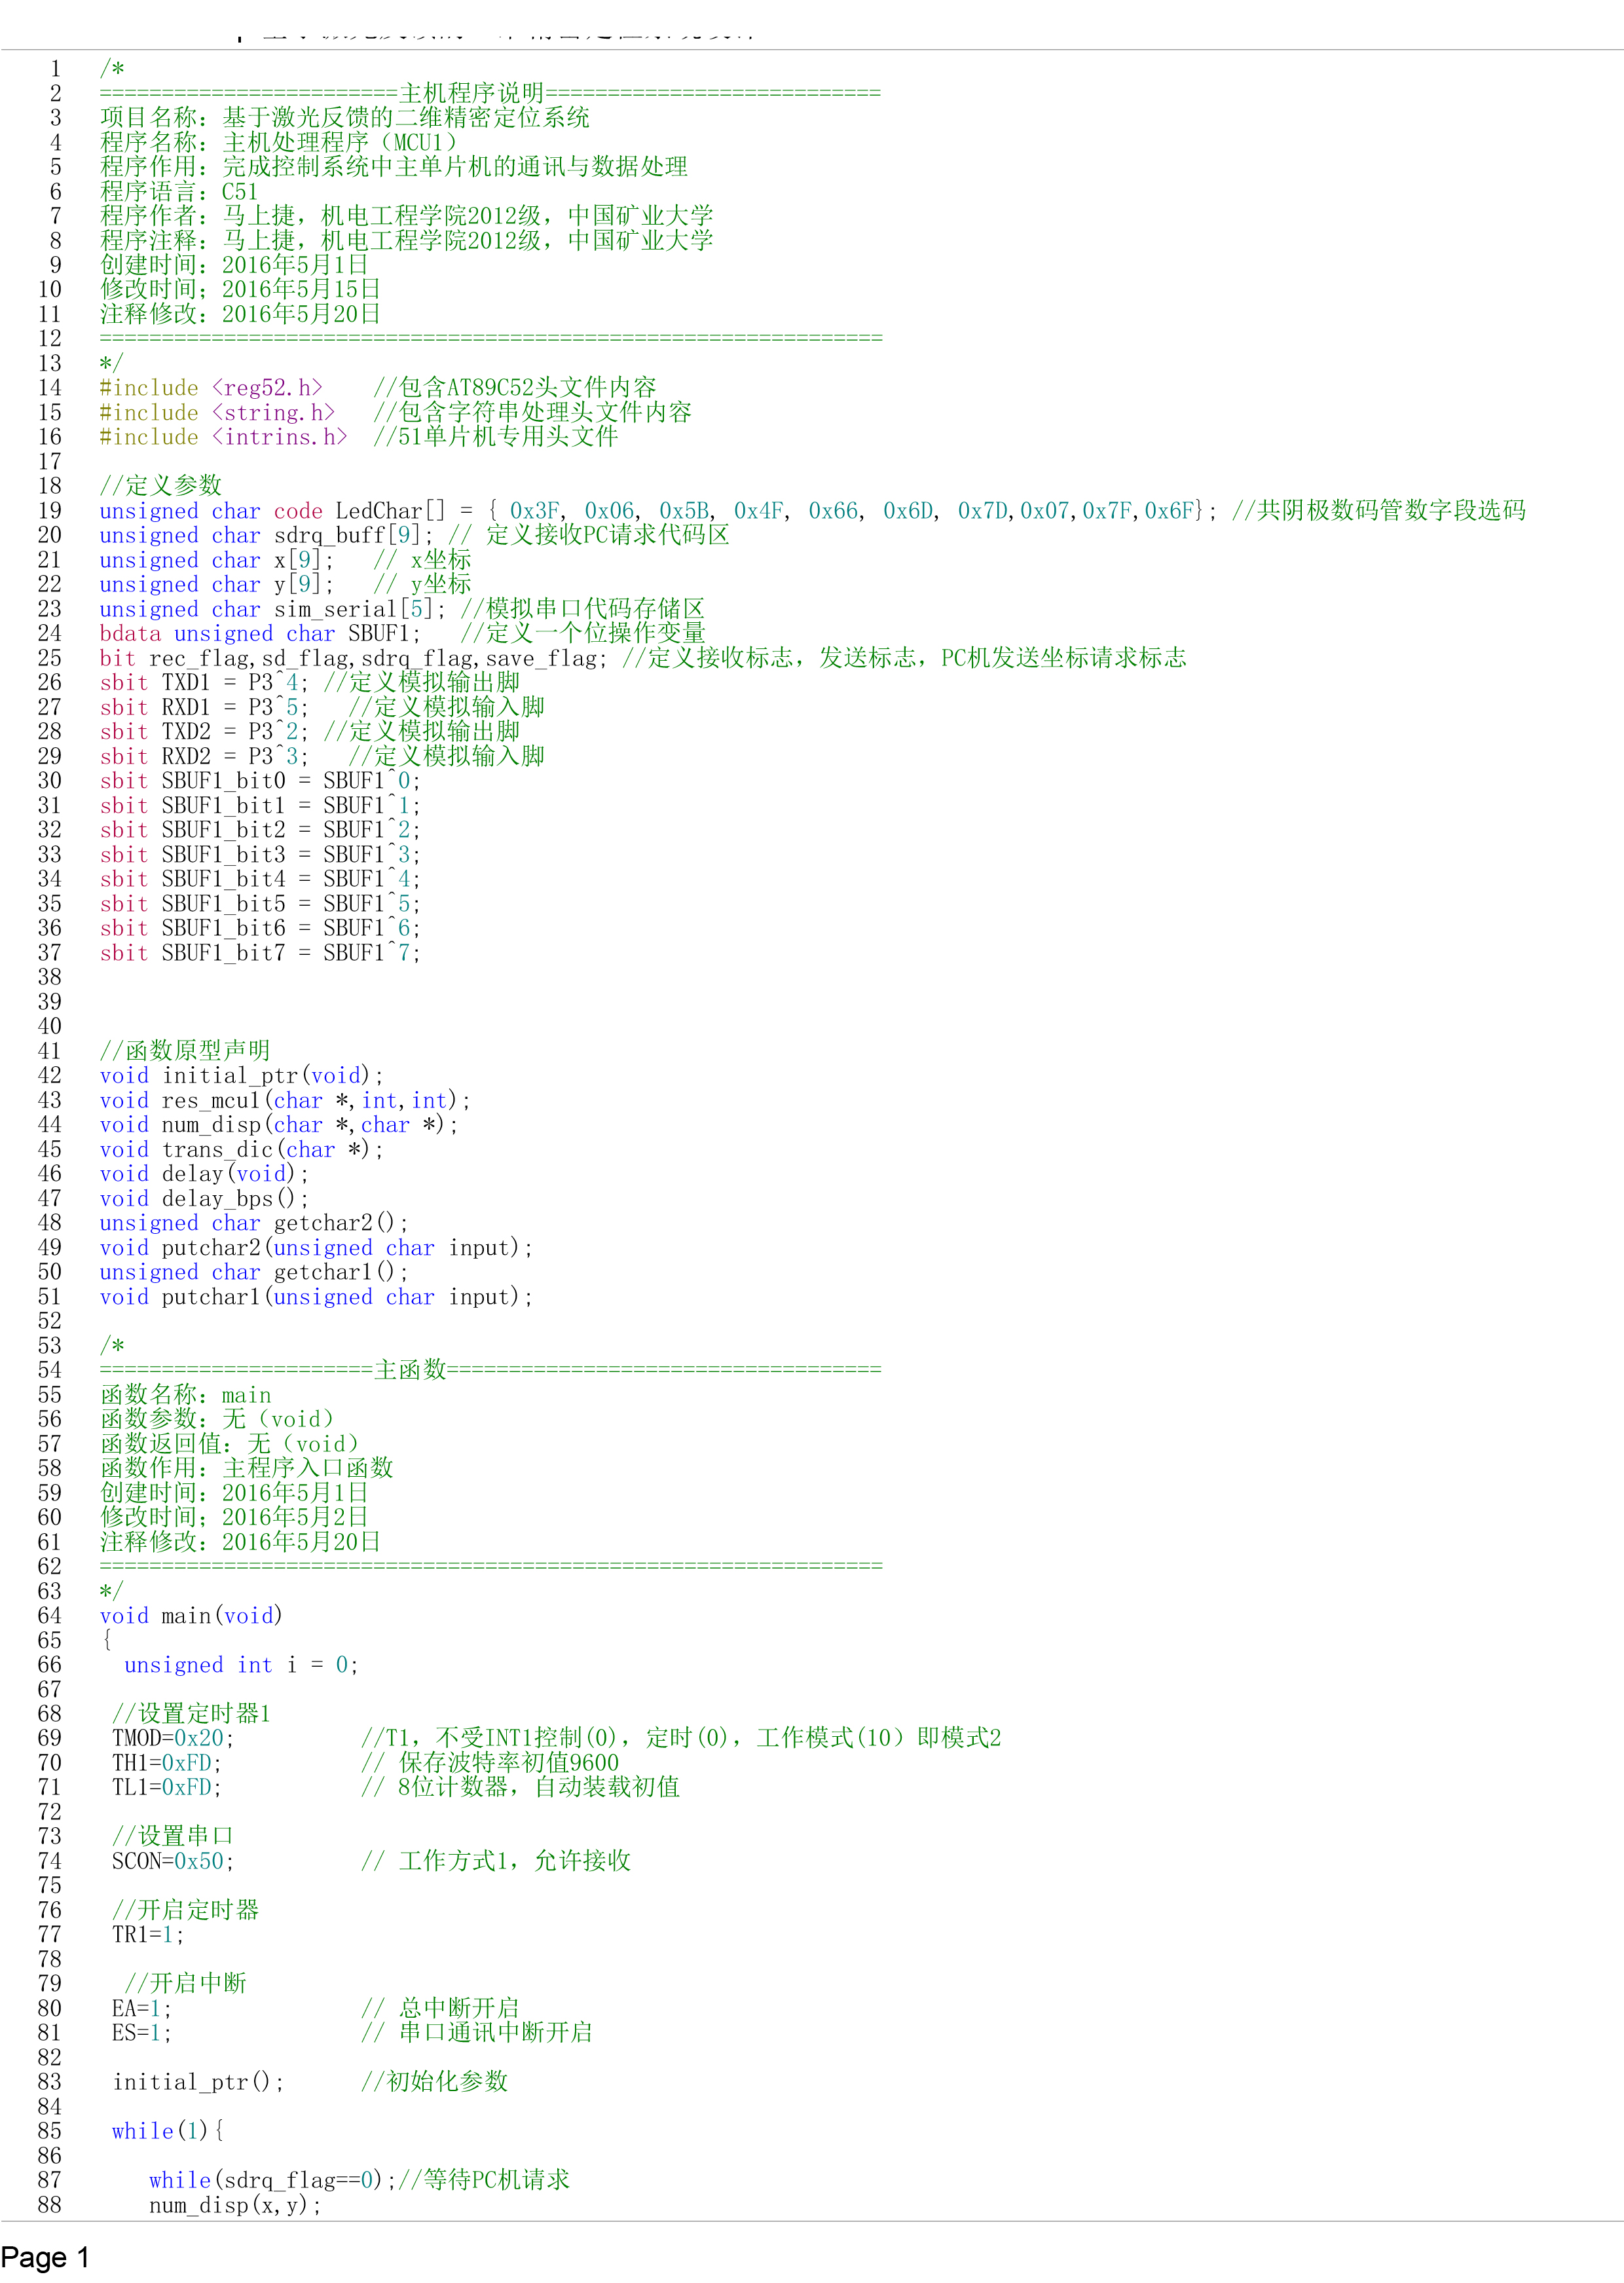 1 /*
2 ========================主机程序说明===========================
3 项目名称：基于激光反馈的二维精密定位系统
4 程序名称：主机处理程序（MCU1）
5 程序作用：完成控制系统中主单片机的通讯与数据处理
6 程序语言：C51
7 程序作者：马上捷，机电工程学院2012级，中国矿业大学
8 程序注释：马上捷，机电工程学院2012级，中国矿业大学
9 创建时间：2016年5月1日
10 修改时间；2016年5月15日
11 注释修改：2016年5月20日
12 ===============================================================
13 */
14 #include <reg52.h>    //包含AT89C52头文件内容
15 #include <string.h>   //包含字符串处理头文件内容
16 #include <intrins.h>  //51单片机专用头文件
17
18 //定义参数
19 unsigned char code LedChar[] = { 0x3F, 0x06, 0x5B, 0x4F, 0x66, 0x6D, 0x7D,0x07,0x7F,0x6F}; //共阴极数码管数字段选码
20 unsigned char sdrq_buff[9]; // 定义接收PC请求代码区
21 unsigned char x[9];   // x坐标
22 unsigned char y[9];   // y坐标
23 unsigned char sim_serial[5]; //模拟串口代码存储区
24 bdata unsigned char SBUF1;   //定义一个位操作变量
25 bit rec_flag,sd_flag,sdrq_flag,save_flag; //定义接收标志，发送标志，PC机发送坐标请求标志
26 sbit TXD1 = P3^4; //定义模拟输出脚
27 sbit RXD1 = P3^5;   //定义模拟输入脚
28 sbit TXD2 = P3^2; //定义模拟输出脚
29 sbit RXD2 = P3^3;   //定义模拟输入脚
30 sbit SBUF1_bit0 = SBUF1^0;
31 sbit SBUF1_bit1 = SBUF1^1;
32 sbit SBUF1_bit2 = SBUF1^2;
33 sbit SBUF1_bit3 = SBUF1^3;
34 sbit SBUF1_bit4 = SBUF1^4;
35 sbit SBUF1_bit5 = SBUF1^5;
36 sbit SBUF1_bit6 = SBUF1^6;
37 sbit SBUF1_bit7 = SBUF1^7;
38
39
40
41 //函数原型声明
42 void initial_ptr(void);
43 void res_mcu1(char *,int,int);
44 void num_disp(char *,char *);
45 void trans_dic(char *);
46 void delay(void);
47 void delay_bps();
48 unsigned char getchar2();
49 void putchar2(unsigned char input);
50 unsigned char getchar1();
51 void putchar1(unsigned char input);
52
53 /*
54 ======================主函数===================================
55 函数名称：main
56 函数参数：无（void）
57 函数返回值：无（void）
58 函数作用：主程序入口函数
59 创建时间：2016年5月1日
60 修改时间；2016年5月2日
61 注释修改：2016年5月20日
62 ===============================================================
63 */
64 void main(void)
65 {
66   unsigned int i = 0;
67
68  //设置定时器1
69  TMOD=0x20;          //T1，不受INT1控制(0)，定时(0)，工作模式(10）即模式2
70  TH1=0xFD;           // 保存波特率初值9600
71  TL1=0xFD;           // 8位计数器，自动装载初值
72
73  //设置串口
74  SCON=0x50;          // 工作方式1，允许接收
75
76  //开启定时器
77  TR1=1;
78
79   //开启中断
80  EA=1;               // 总中断开启
81  ES=1;               // 串口通讯中断开启
82
83  initial_ptr();      //初始化参数
84
85  while(1){
86
87     while(sdrq_flag==0);//等待PC机请求
88     num_disp(x,y);
Page 1